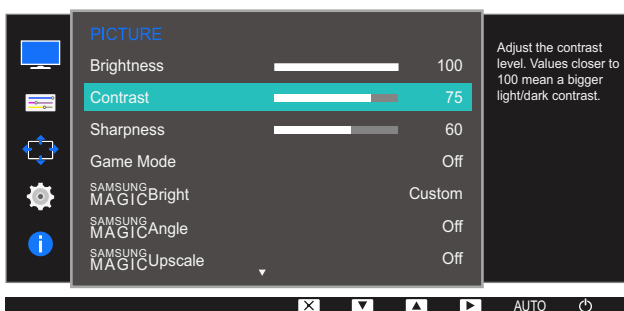 PICTURE
Brightness 100
Contrast 75
Sharpness 60
Game Mode Off
SAMSUNG
MAGICBright Custom
SAMSUNG
MAGICAngle Off
SAMSUNG
MAGICUpscale Off
Adjust the contrast
level. Values closer to
100 mean a bigger
light/dark contrast.
AUTO